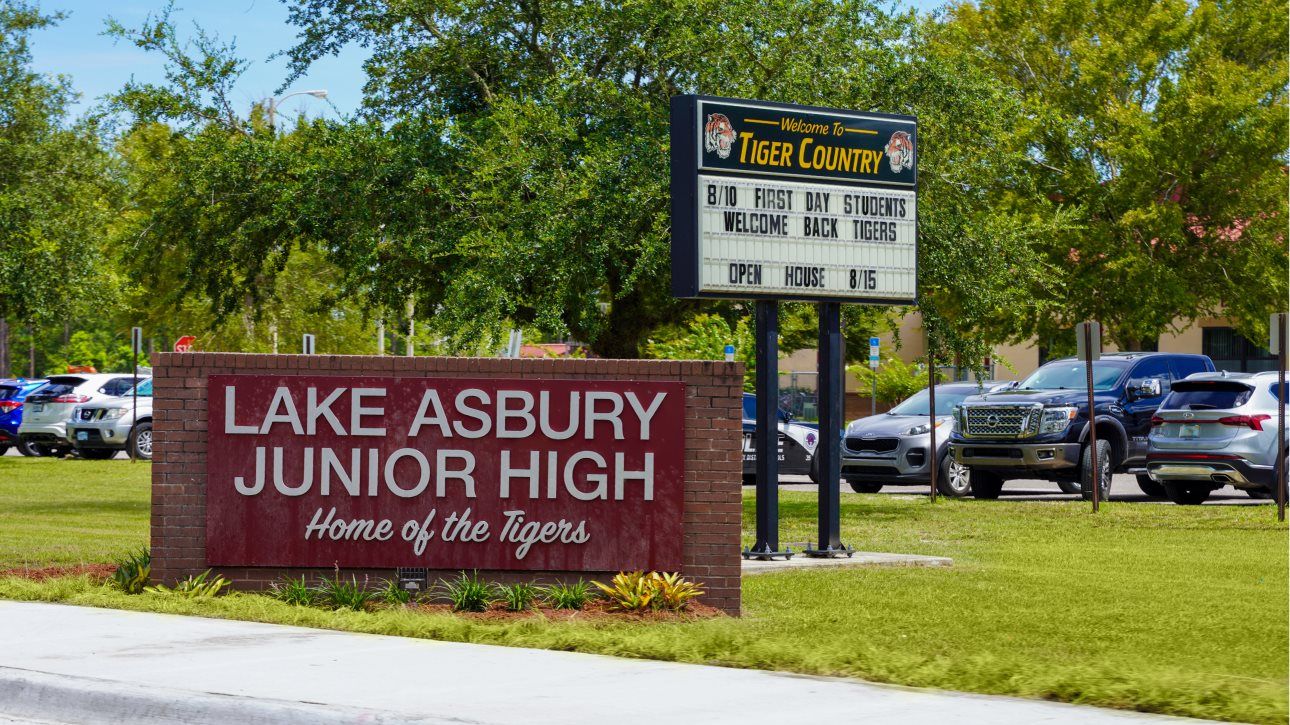 Welcome To
TIGER COUNTRY
8/10 FIRST DAY STUDENTS
WELCOME BACK TIGERS
OPEN HOUSE 8/15
LAKE ASBURY
JUNIOR HIGH
Home of the Tigers